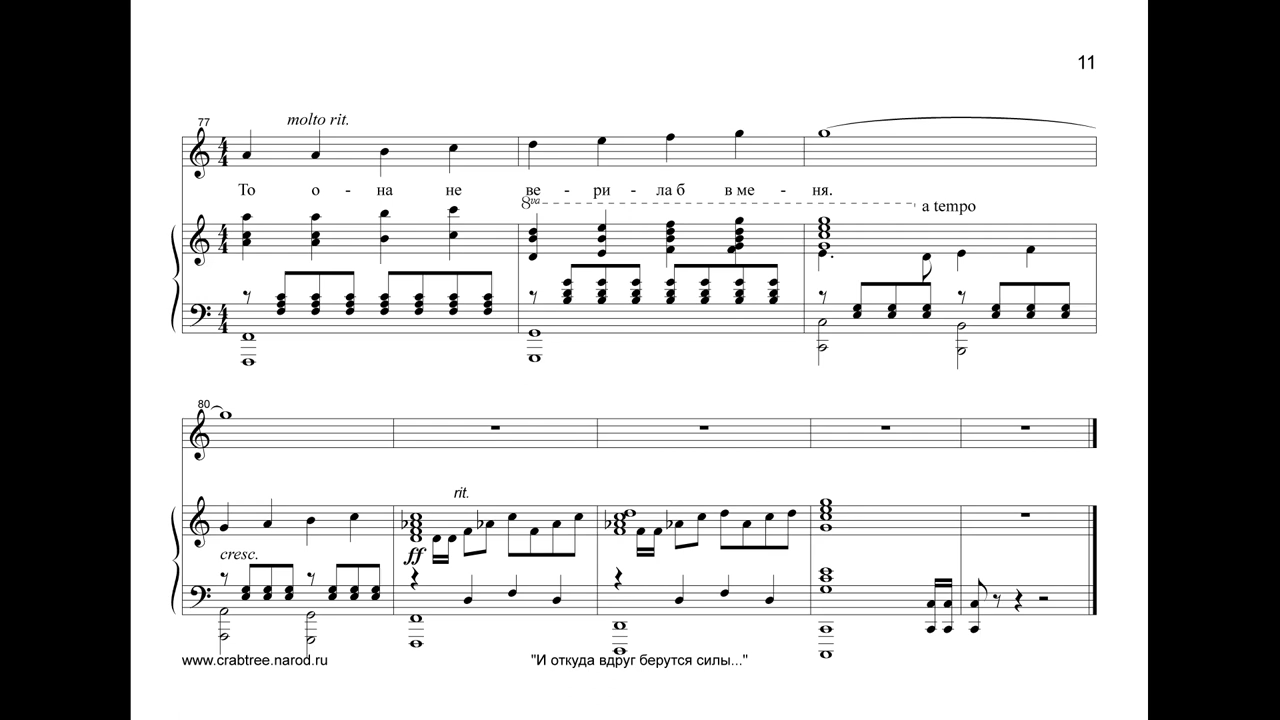 11
77
molto rit.
То о - на не ве - ри - ла б в ме - ня.
8va
a tempo
80
rit.
cresc.
ff
www.crabtree.narod.ru "И откуда вдруг берутся силы..."